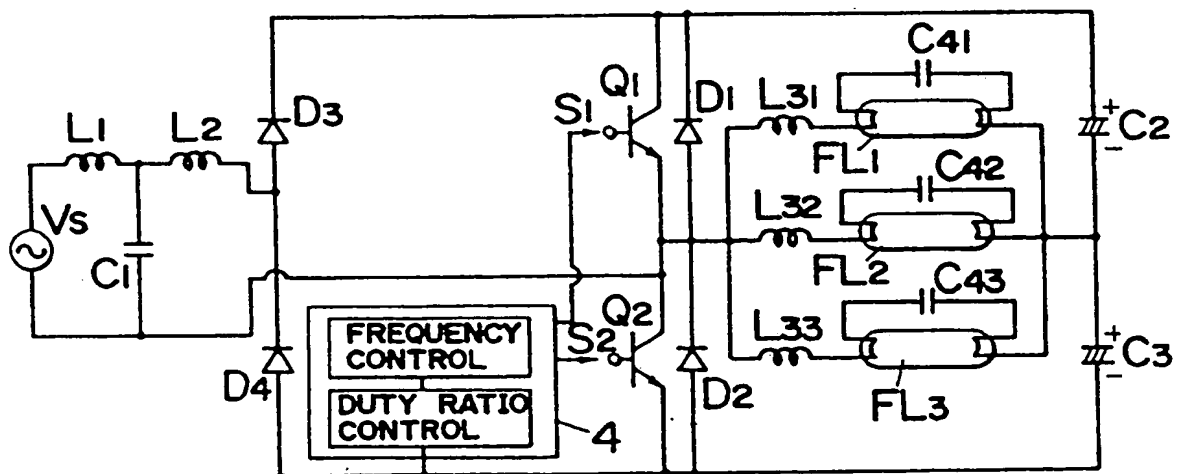 C41
Q1
S1
D1
L31
D3
L1
L2
+
C2
-
FL1
C42
Vs
L32
C1
FL2
C43
Q2
FREQUENCY
CONTROL
S2
L33
+
C3
-
D4
D2
FL3
DUTY RATIO
CONTROL
4